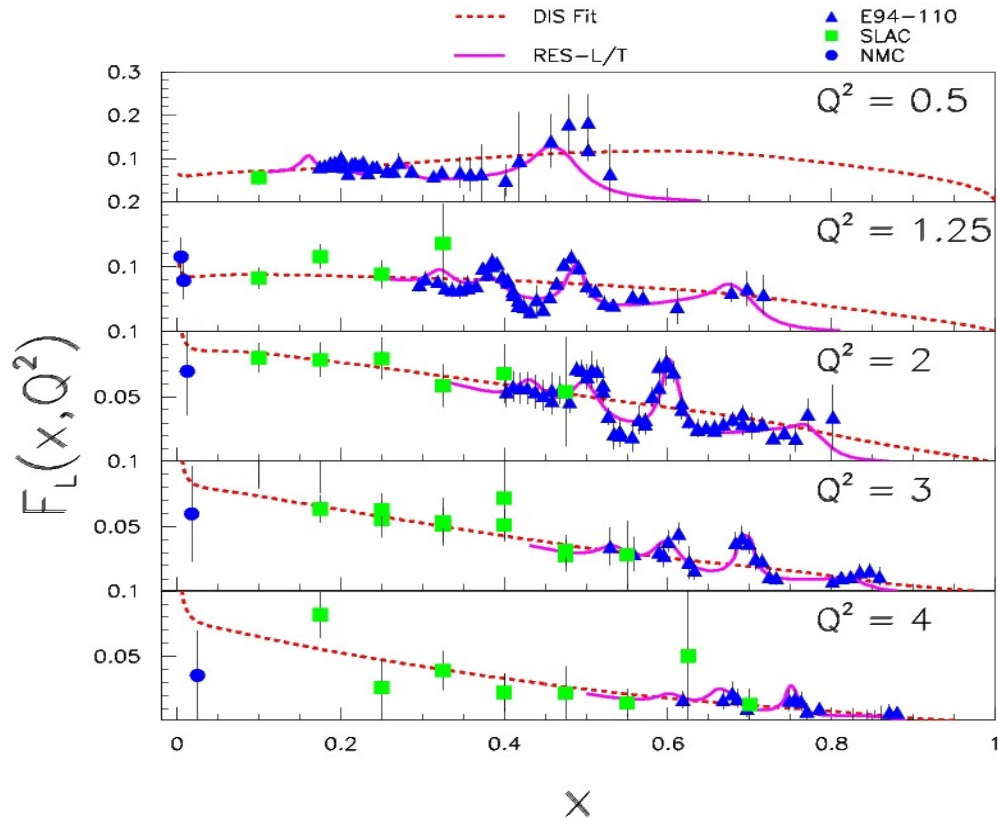 DIS Fit
RES-L/T
E94-110
SLAC
NMC
F_L(x,Q²)
0.3
0.2
0.1
0.2
0.1
0.1
0.05
0.1
0.05
0.1
0.05
Q² = 0.5
Q² = 1.25
Q² = 2
Q² = 3
Q² = 4
0 0.2 0.4 0.6 0.8 1
x